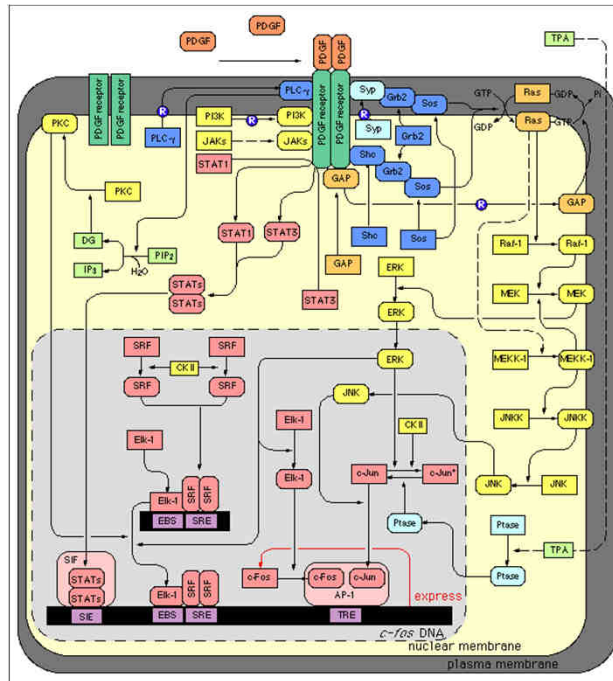 PDGF
PDGF
PDGF PDGF
TPA
PKC
PDGF receptor
PDGF receptor
PLC-γ
PDGF receptor
PDGF receptor
Syp
Grb2
Sos
GTP
Ras
GDP
Pi
GDP
Ras
GTP
R
PI3K
R
PI3K
R
PLC-γ
JAKs
JAKs
Syp
Grb2
STAT1
Shc
Grb2
Sos
GAP
R
GAP
PKC
STAT1
STAT3
Shc
Sos
DG
PIP2
IP3
H2O
GAP
ERK
Raf-1
Raf-1
STATs
STATs
STAT3
MEK
MEK
ERK
SRF
SRF
CK II
ERK
MEKK-1
MEKK-1
SRF
SRF
JNK
Elk-1
Elk-1
CK II
JNKK
JNKK
Elk-1
c-Jun
c-Jun*
JNK
JNK
Elk-1
SRF
SRF
EBS
SRE
Ptase
Ptase
TPA
SIF
STATs
STATs
Elk-1
SRF
SRF
c-Fos
c-Fos
c-Jun
AP-1
express
Ptase
SIE
EBS
SRE
TRE
c-fos DNA
nuclear membrane
plasma membrane